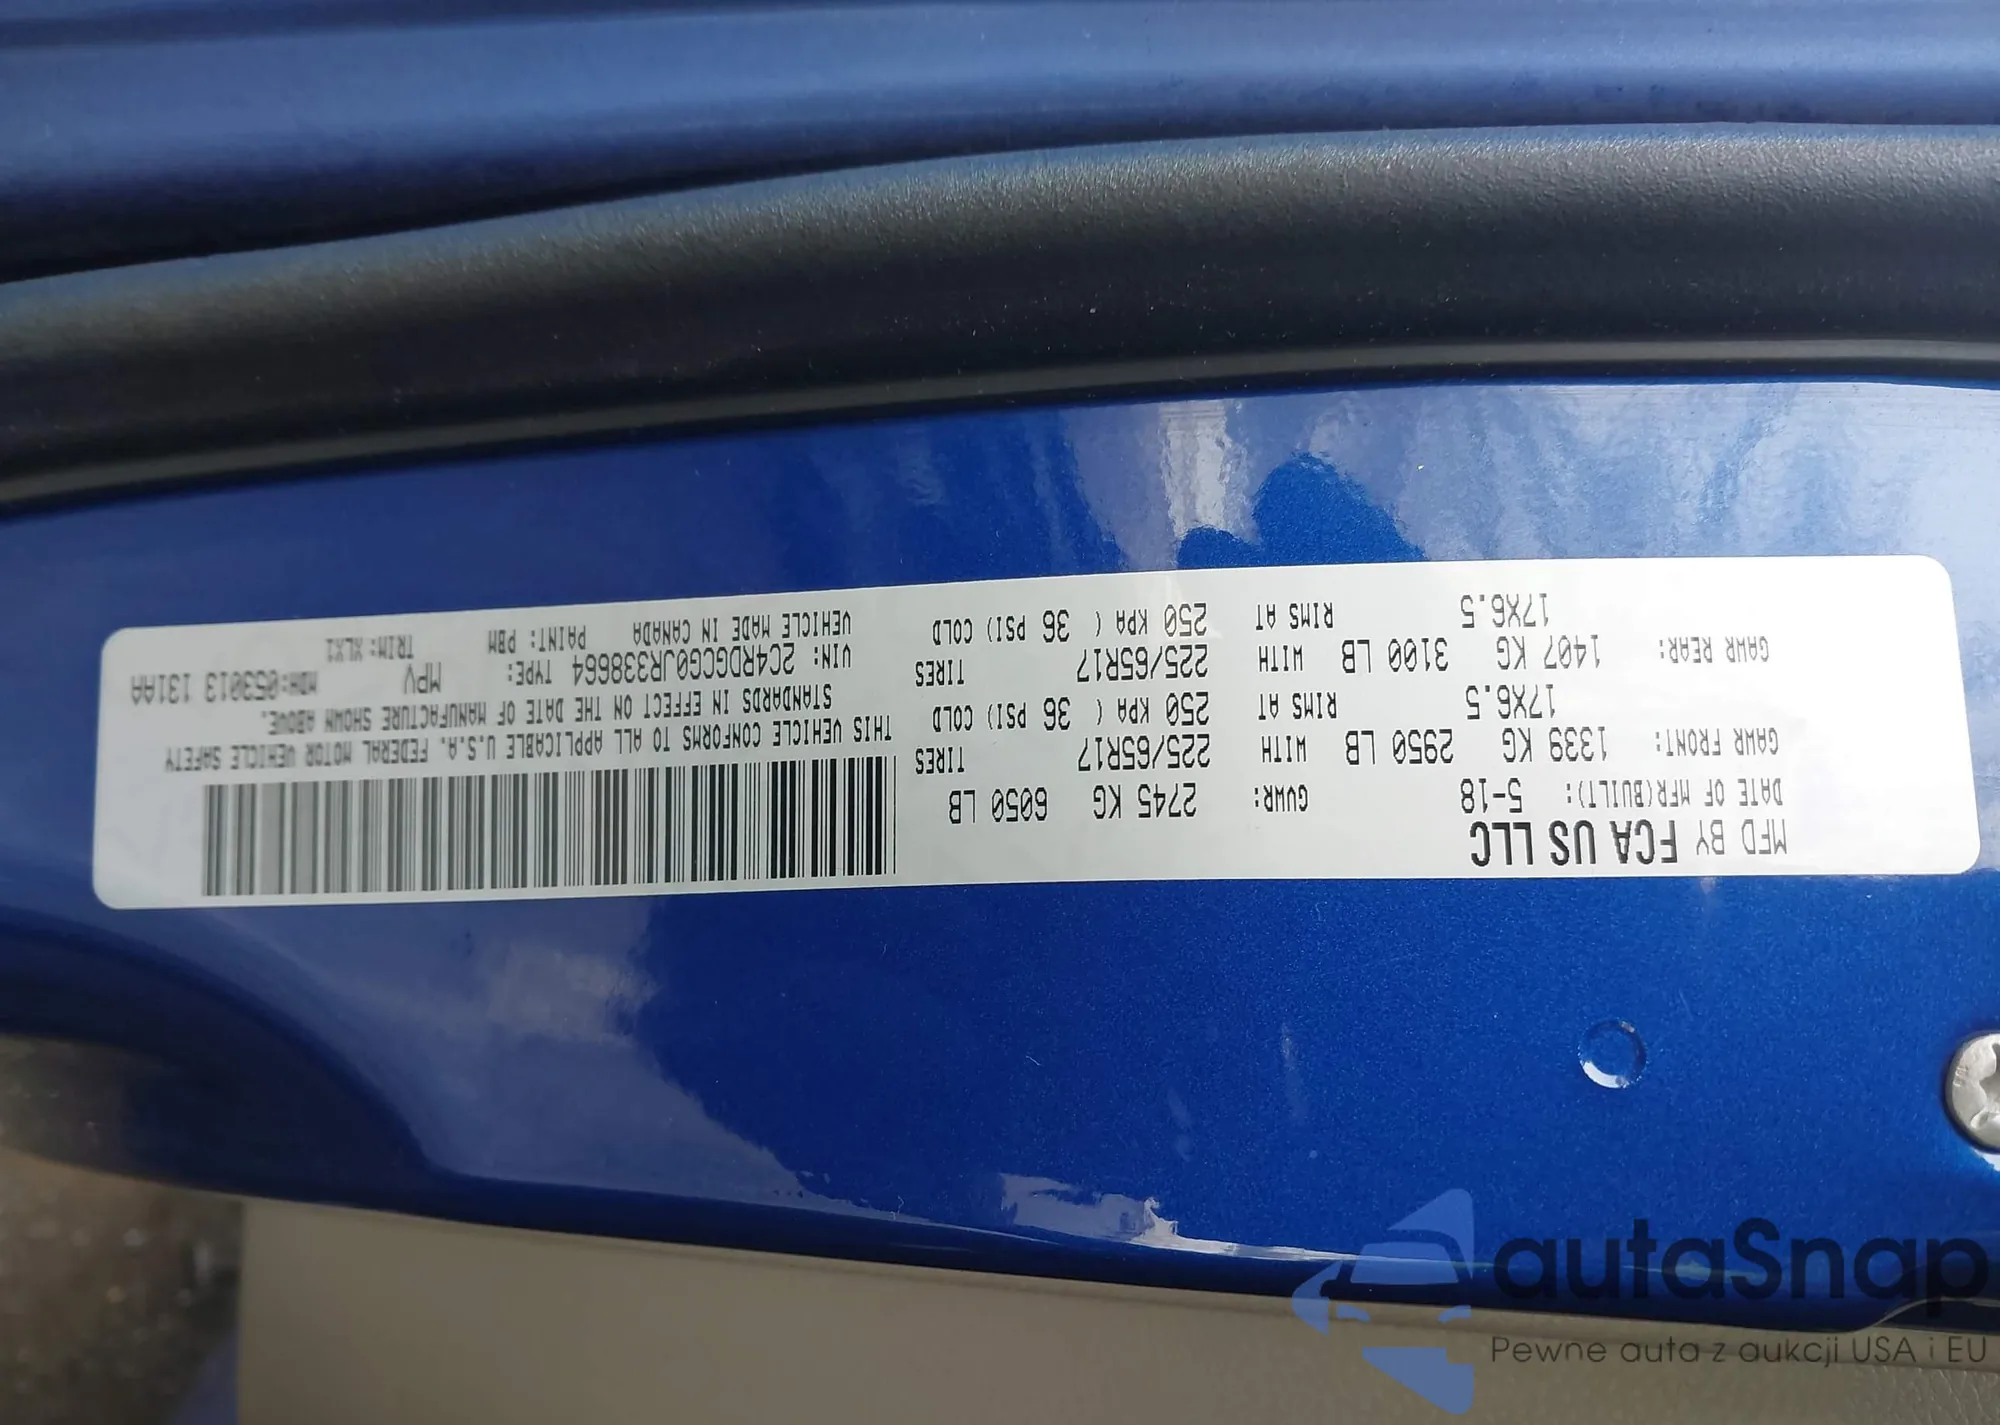 MFD BY FCA US LLC
DATE OF MFR(BUILT): 5-18 GVWR: 2745 KG 6050 LB
GAWR FRONT: 1339 KG 2950 LB WITH 225/65R17 TIRES
17X6.5 RIMS AT 250 KPA ( 36 PSI) COLD
GAWR REAR: 1407 KG 3100 LB WITH 225/65R17 TIRES
17X6.5 RIMS AT 250 KPA ( 36 PSI) COLD
THIS VEHICLE CONFORMS TO ALL APPLICABLE U.S.A. FEDERAL MOTOR VEHICLE SAFETY
STANDARDS IN EFFECT ON THE DATE OF MANUFACTURE SHOWN ABOVE.
VIN: 2C4RDGCG0JR338664 TYPE: MPV MDH:053013 131AA
VEHICLE MADE IN CANADA PAINT: PBM TRIM:XLX1
autaSnap
Pewne auta z aukcji USA i EU